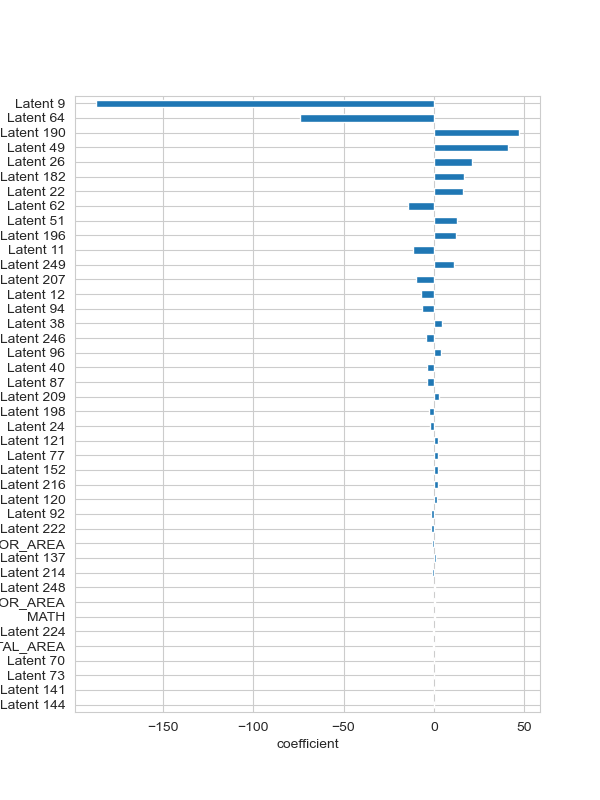 Latent 9
Latent 64
Latent 190
Latent 49
Latent 26
Latent 182
Latent 22
Latent 62
Latent 51
Latent 196
Latent 11
Latent 249
Latent 207
Latent 12
Latent 94
Latent 38
Latent 246
Latent 96
Latent 40
Latent 87
Latent 209
Latent 198
Latent 24
Latent 121
Latent 77
Latent 152
Latent 216
Latent 120
Latent 92
Latent 222
OR_AREA
Latent 137
Latent 214
Latent 248
OR_AREA
MATH
Latent 224
TAL_AREA
Latent 70
Latent 73
Latent 141
Latent 144
−150 −100 −50 0 50
coefficient